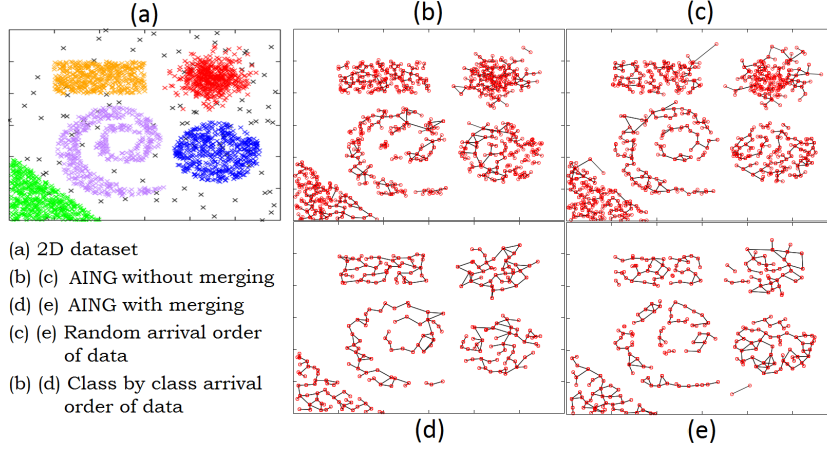 (a)
(b)
(c)
(a) 2D dataset
(b) (c) AING without merging
(d) (e) AING with merging
(c) (e) Random arrival order
of data
(b) (d) Class by class arrival
order of data
(d)
(e)